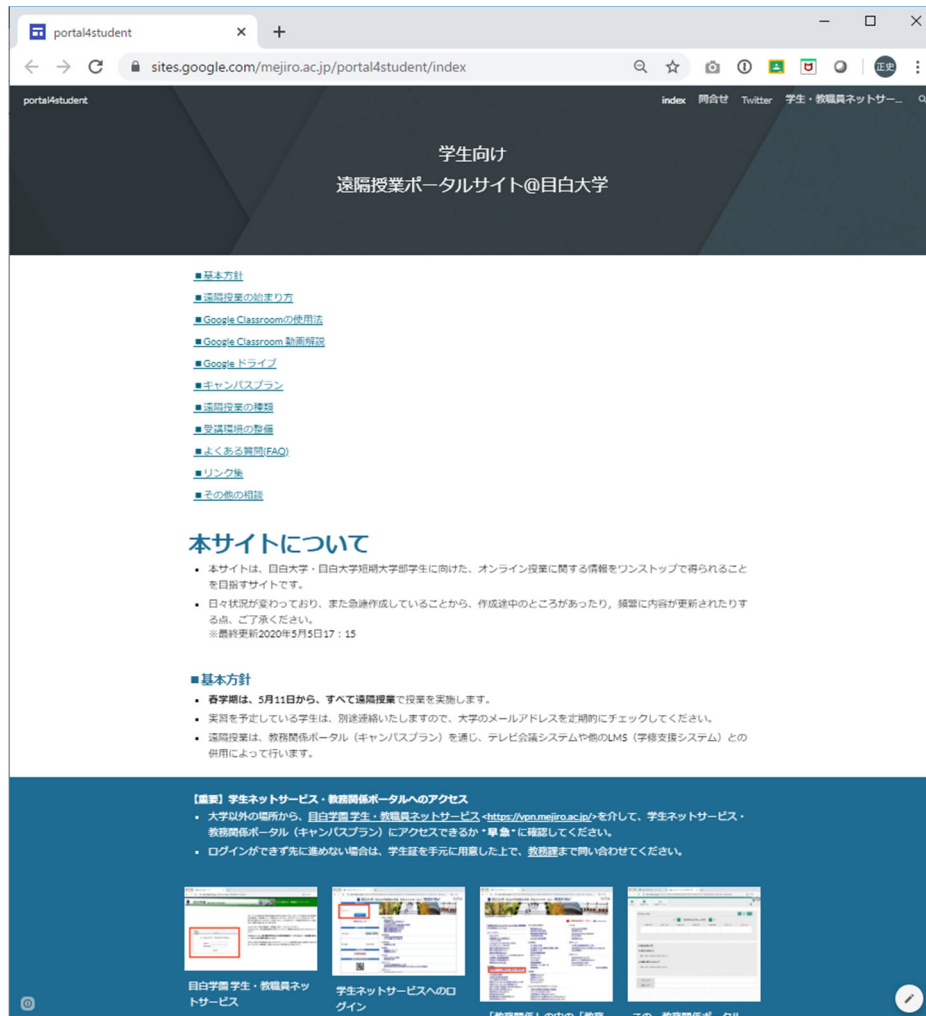 portal4student
sites.google.com/mejiro.ac.jp/portal4student/index
正史
portal4student
index 問合せ Twitter 学生・教職員ネットサー...
学生向け
遠隔授業ポータルサイト@目白大学
■基本方針
■遠隔授業の始まり方
■Google Classroomの使用法
■Google Classroom 動画解説
■Google ドライブ
■キャンパスプラン
■遠隔授業の種類
■受講環境の整備
■よくある質問(FAQ)
■リンク集
■その他の相談
本サイトについて
• 本サイトは、目白大学・目白大学短期大学部学生に向けた、オンライン授業に関する情報をワンストップで得られること
を目指すサイトです。
• 日々状況が変わっており、また急遽作成していることから、作成途中のところがあったり，頻繁に内容が更新されたりす
る点、ご了承ください。
※最終更新2020年5月5日17：15
■基本方針
• 春学期は、5月11日から、すべて遠隔授業で授業を実施します。
• 実習を予定している学生は、別途連絡いたしますので、大学のメールアドレスを定期的にチェックしてください。
• 遠隔授業は、教務関係ポータル（キャンパスプラン）を通じ、テレビ会議システムや他のLMS（学修支援システム）との
併用によって行います。
【重要】学生ネットサービス・教務関係ポータルへのアクセス
• 大学以外の場所から、目白学園 学生・教職員ネットサービス <https://vpn.mejiro.ac.jp/>を介して、学生ネットサービス・
教務関係ポータル（キャンパスプラン）にアクセスできるか *早急* に確認してください。
• ログインができず先に進めない場合は、学生証を手元に用意した上で、教務課まで問い合わせてください。
目白学園 学生・教職員ネッ
トサービス
学生ネットサービスへのロ
グイン
「教務関係」の中の「教務
この、教務関係ポータル